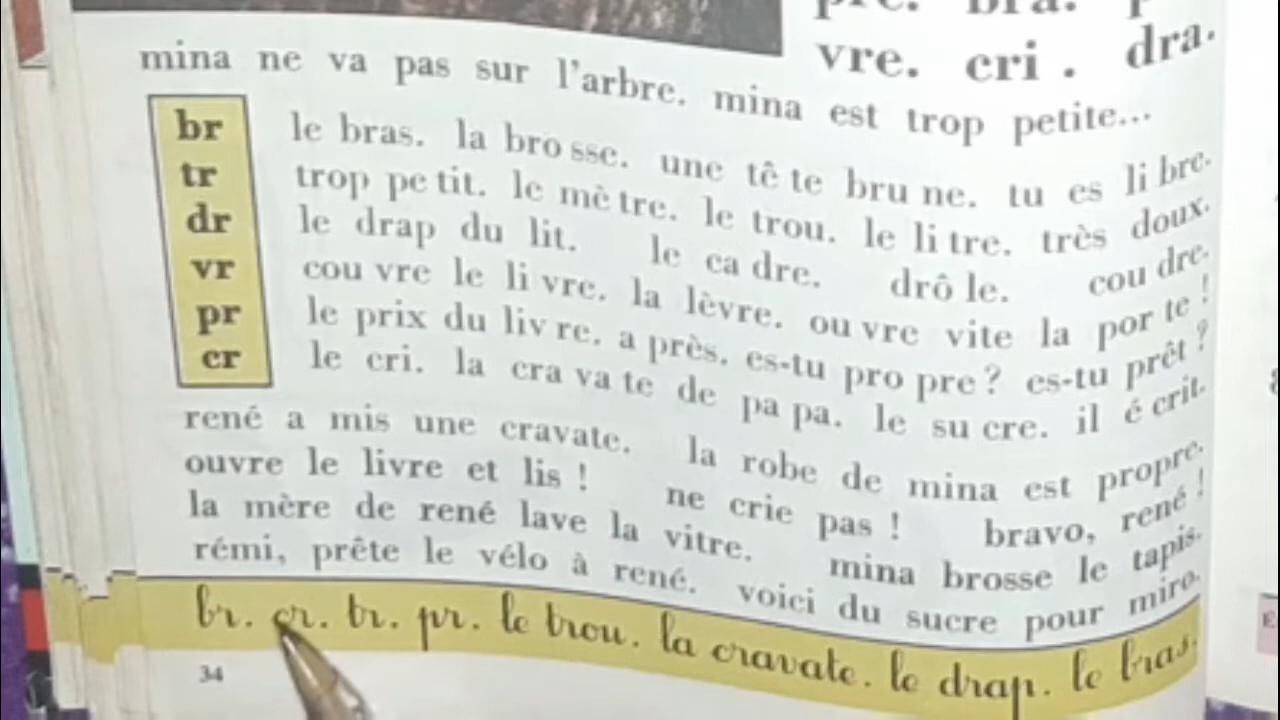 vre. cri. dra.
mina ne va pas sur l'arbre. mina est trop petite...
br le bras. la bro sse. une tê te bru ne. tu es li bre.
tr trop pe tit. le mè tre. le trou. le li tre. très doux.
dr le drap du lit. le ca dre. drô le. cou dre.
vr cou vre le li vre. la lèvre. ou vre vite la por te !
pr le prix du liv re. a près. es-tu pro pre ? es-tu prêt ?
cr le cri. la cra va te de pa pa. le su cre. il é crit.
rené a mis une cravate. la robe de mina est propre.
ouvre le livre et lis ! ne crie pas ! bravo, rené !
la mère de rené lave la vitre. mina brosse le tapis.
rémi, prête le vélo à rené. voici du sucre pour miro.
br. cr. tr. pr. le trou. la cravate. le drap. le bras.
34